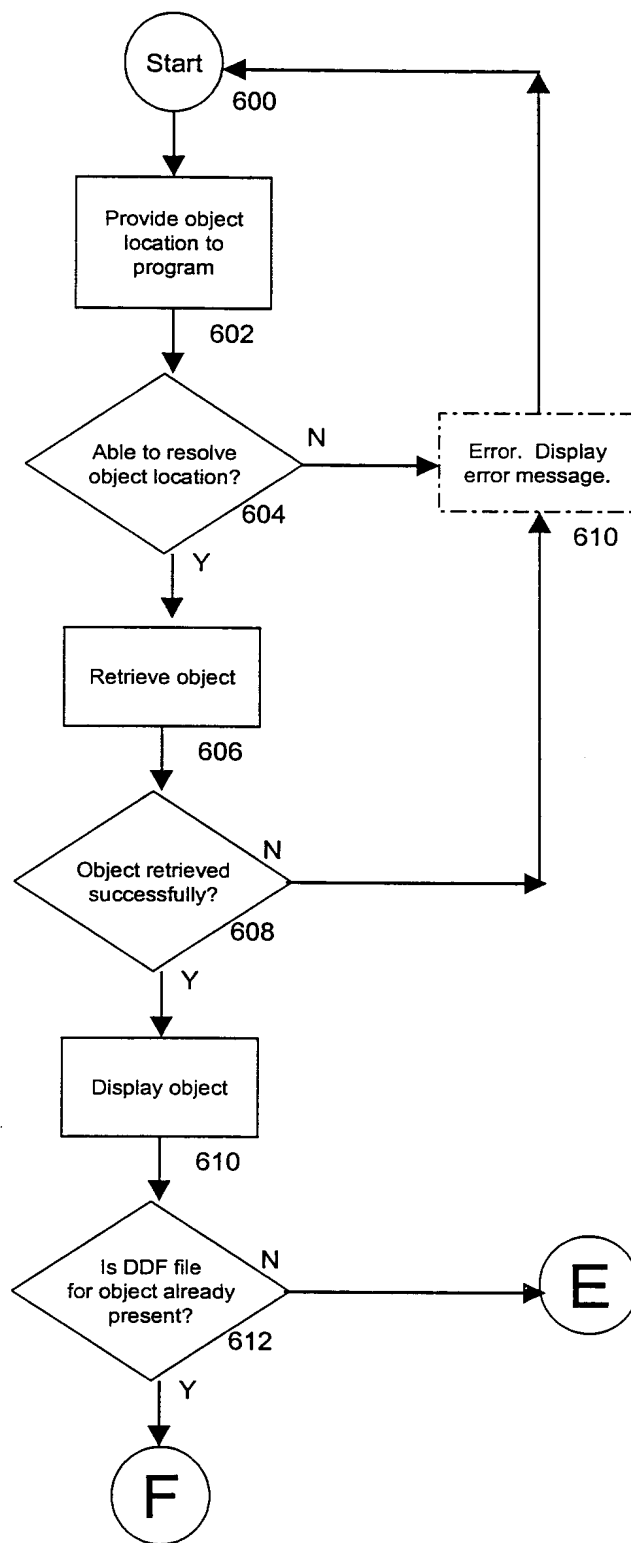 Start
600
Provide object
location to
program
602
Able to resolve
object location?
N
604
Y
Error. Display
error message.
610
Retrieve object
606
Object retrieved
successfully?
N
608
Y
Display object
610
Is DDF file
for object already
present?
N
612
Y
E
F